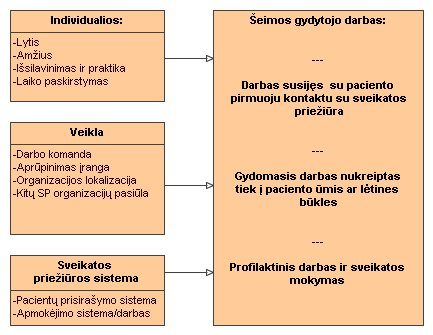 Individualios:
-Lytis
-Amžius
-Išsilavinimas ir praktika
-Laiko paskirstymas
Veikla
-Darbo komanda
-Aprūpinimas įranga
-Organizacijos lokalizacija
-Kitų SP organizacijų pasiūla
Sveikatos
priežiūros sistema
-Pacientų prisirašymo sistema
-Apmokėjimo sistema/darbas
Šeimos gydytojo darbas:
---
Darbas susijęs su paciento
pirmuoju kontaktu su sveikatos
priežiūra
---
Gydomasis darbas nukreiptas
tiek į paciento ūmis ar lėtines
būkles
---
Profilaktinis darbas ir sveikatos
mokymas